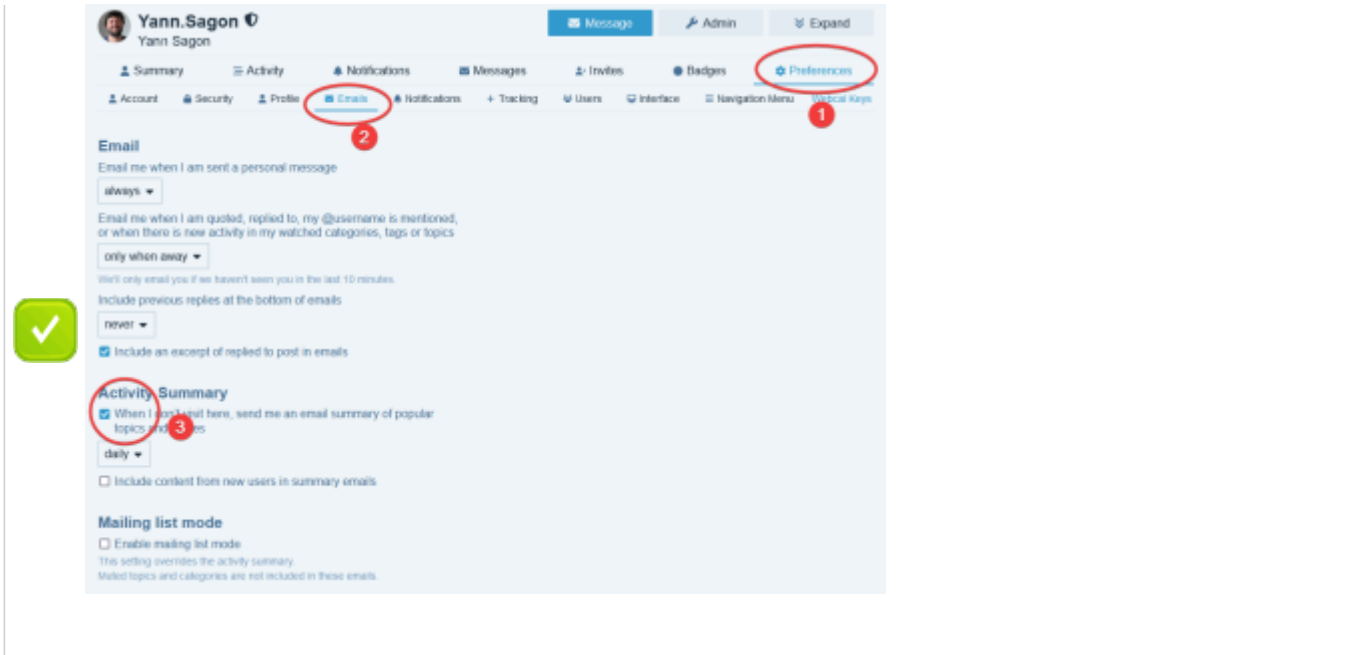 Yann.Sagon
Yann Sagon
Message
Admin
Expand
Summary
Activity
Notifications
Messages
Invites
Badges
Preferences
1
Account
Security
Profile
Emails
Notifications
Tracking
Users
Interface
Navigation Menu
Webcal Keys
2
Email
Email me when I am sent a personal message
always
Email me when I am quoted, replied to, my @username is mentioned,
or when there is new activity in my watched categories, tags or topics
only when away
We'll only email you if we haven't seen you in the last 10 minutes.
Include previous replies at the bottom of emails
never
Include an excerpt of replied to post in emails
Activity Summary
When I don't visit here, send me an email summary of popular
topics and
3
daily
Include content from new users in summary emails
Mailing list mode
Enable mailing list mode
This setting overrides the activity summary.
Muted topics and categories are not included in these emails.